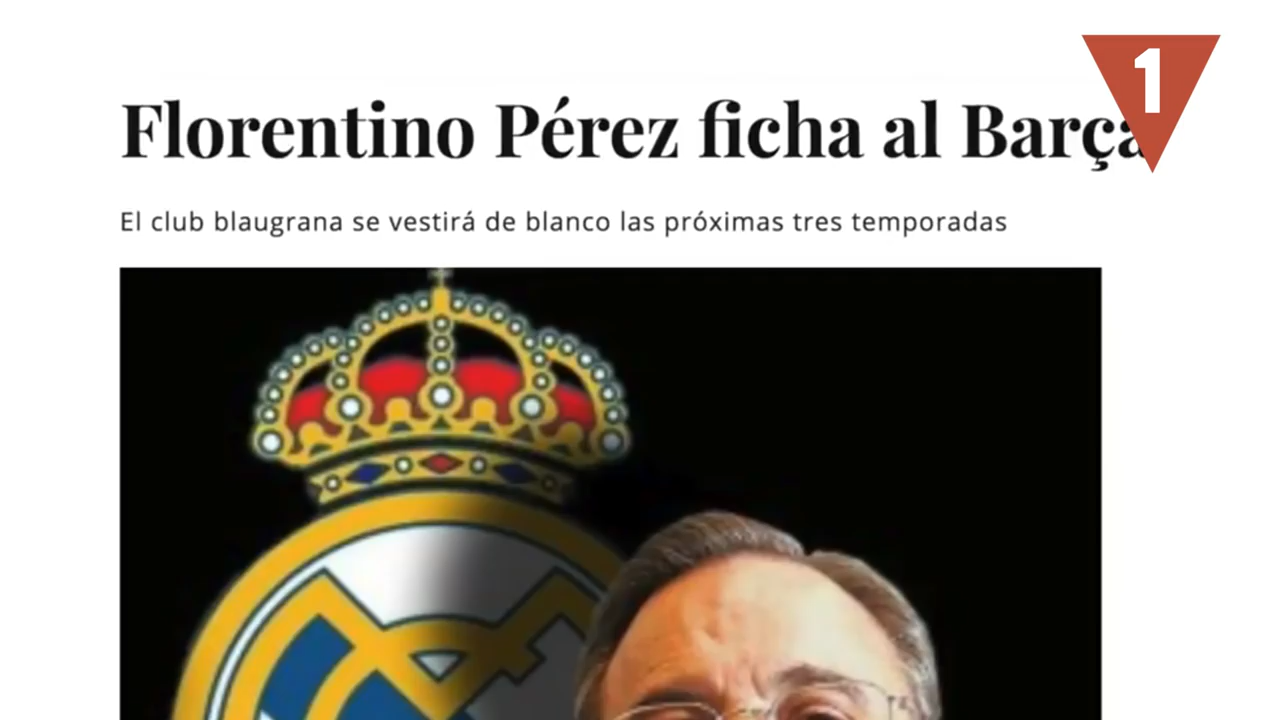 1
Florentino Pérez ficha al Barça
El club blaugrana se vestirá de blanco las próximas tres temporadas